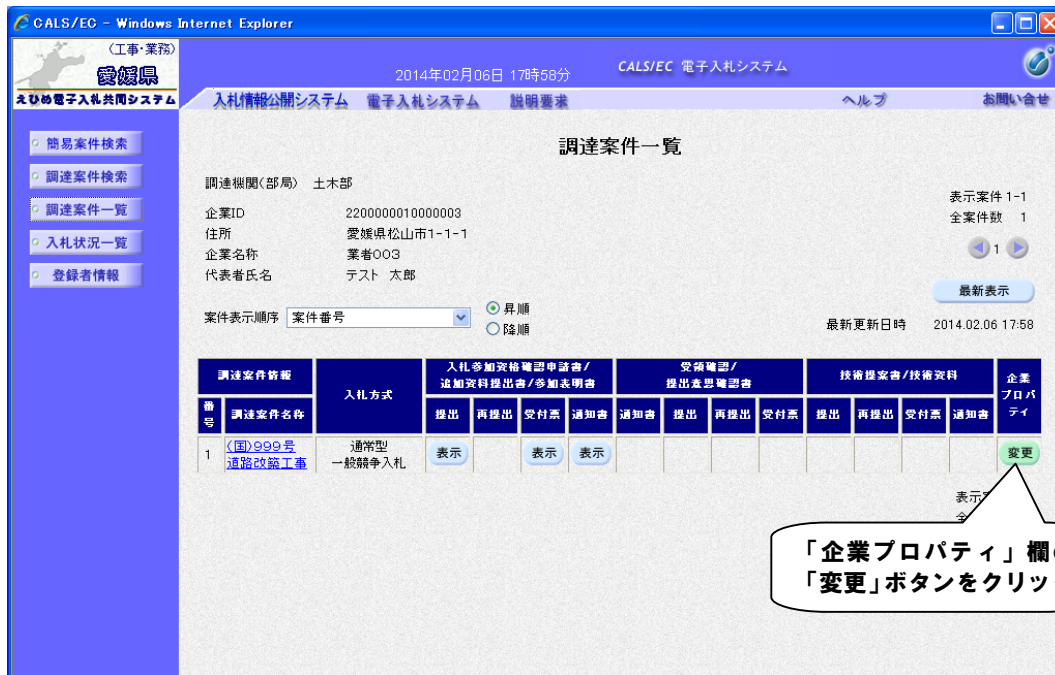 CALS/EC - Windows Internet Explorer
（工事・業務）
愛媛県
えひめ電子入札共同システム
2014年02月06日 17時58分
CALS/EC 電子入札システム
入札情報公開システム 電子入札システム 説明要求 ヘルプ お問い合せ
簡易案件検索
調達案件検索
調達案件一覧
入札状況一覧
登録者情報
調達案件一覧
調達機関（部局） 土木部
企業ID 2200000010000003
住所 愛媛県松山市1-1-1
企業名称 業者003
代表者氏名 テスト 太郎
表示案件 1-1
全案件数 1
1
最新表示
案件表示順序 案件番号
昇順
降順
最新更新日時 2014.02.06 17:58
調達案件情報
入札方式
入札参加資格確認申請書/
追加資料提出書/参加表明書
受領確認/
提出意思確認書
技術提案書/技術資料
企業
プロパ
ティ
番号 調達案件名称 提出 再提出 受付票 通知書 通知書 提出 再提出 受付票 提出 再提出 受付票 通知書
1 （国）999号
道路改築工事
通常型
一般競争入札
表示 表示 表示 変更
表示
「企業プロパティ」欄
「変更」ボタンをクリッ